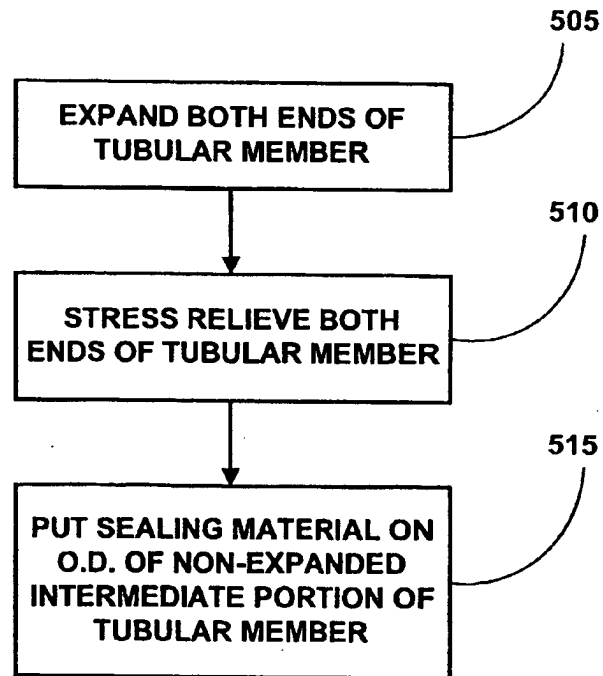 505
EXPAND BOTH ENDS OF
TUBULAR MEMBER
510
STRESS RELIEVE BOTH
ENDS OF TUBULAR MEMBER
515
PUT SEALING MATERIAL ON
O.D. OF NON-EXPANDED
INTERMEDIATE PORTION OF
TUBULAR MEMBER